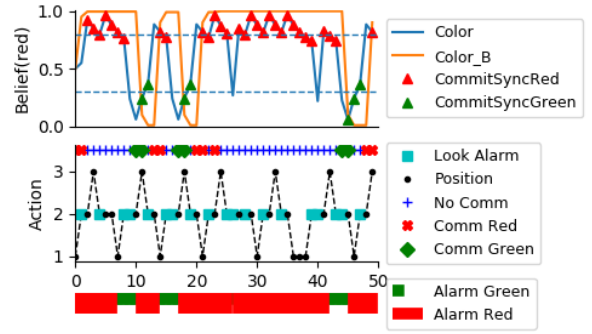 1.0
0.5
0.0
Belief(red)
Color
Color_B
CommitSyncRed
CommitSyncGreen
3
2
1
Action
0 10 20 30 40 50
Look Alarm
Position
No Comm
Comm Red
Comm Green
Alarm Green
Alarm Red